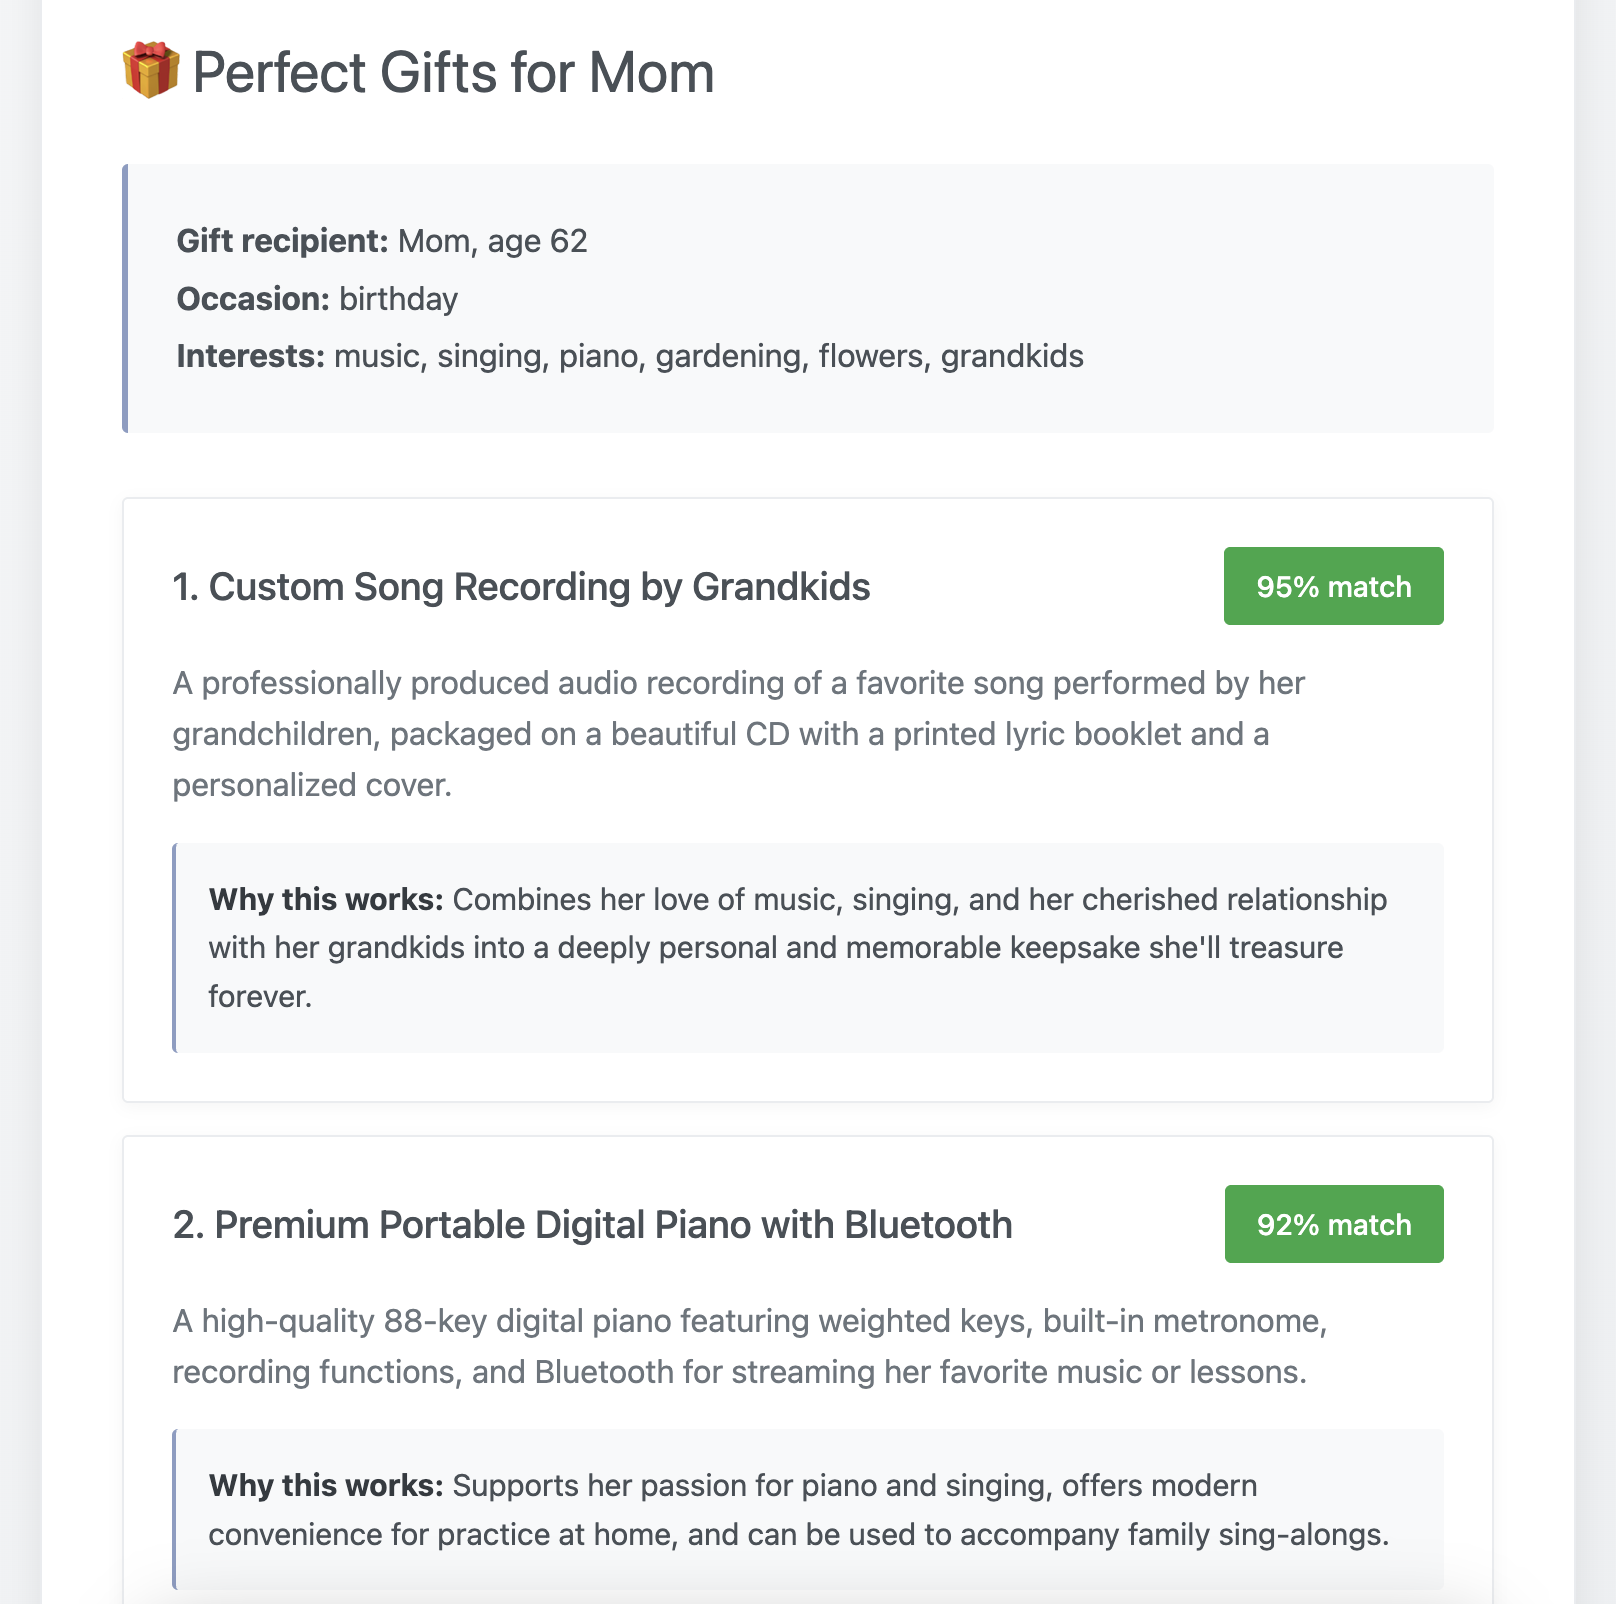 Perfect Gifts for Mom
Gift recipient: Mom, age 62
Occasion: birthday
Interests: music, singing, piano, gardening, flowers, grandkids
1. Custom Song Recording by Grandkids
95% match
A professionally produced audio recording of a favorite song performed by her
grandchildren, packaged on a beautiful CD with a printed lyric booklet and a
personalized cover.
Why this works: Combines her love of music, singing, and her cherished relationship
with her grandkids into a deeply personal and memorable keepsake she'll treasure
forever.
2. Premium Portable Digital Piano with Bluetooth
92% match
A high-quality 88-key digital piano featuring weighted keys, built-in metronome,
recording functions, and Bluetooth for streaming her favorite music or lessons.
Why this works: Supports her passion for piano and singing, offers modern
convenience for practice at home, and can be used to accompany family sing-alongs.